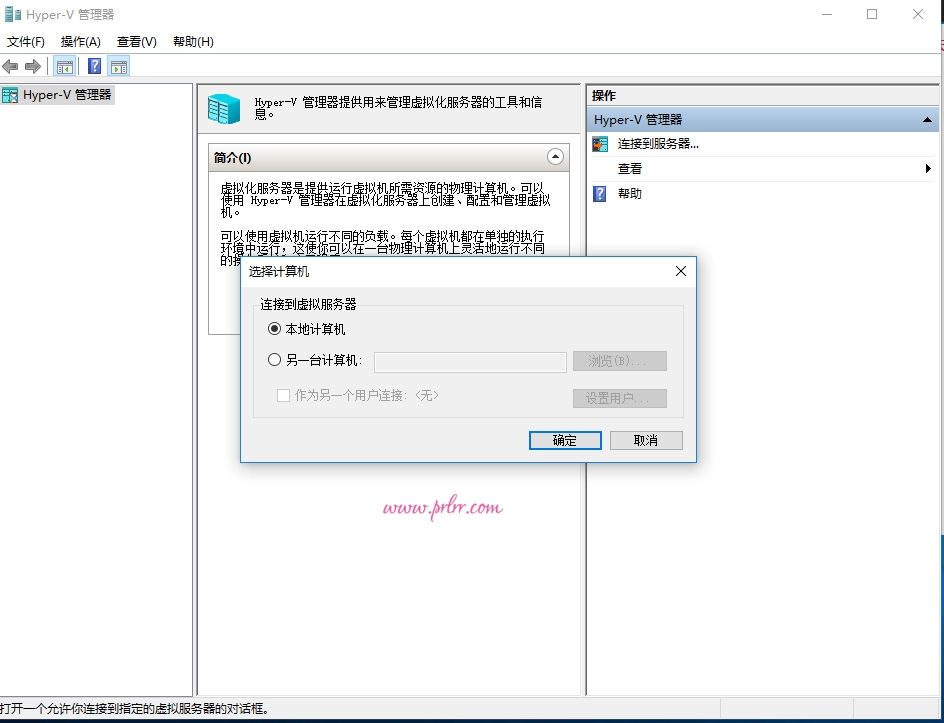 Hyper-V 管理器
文件(F) 操作(A) 查看(V) 帮助(H)
Hyper-V 管理器
Hyper-V 管理器提供用来管理虚拟化服务器的工具和信
息。
简介(I)
虚拟化服务器是提供运行虚拟机所需资源的物理计算机。可以
使用 Hyper-V 管理器在虚拟化服务器上创建、配置和管理虚拟
机。
可以使用虚拟机运行不同的负载。每个虚拟机都在单独的执行
环境中运行，这使你可以在一台物理计算机上灵活地运行不同
的操
操作
Hyper-V 管理器
连接到服务器...
查看
帮助
选择计算机
连接到虚拟服务器
本地计算机
另一台计算机:
浏览(B)...
作为另一个用户连接: <无>
设置用户...
确定
取消
www.prlrr.com
打开一个允许你连接到指定的虚拟服务器的对话框。